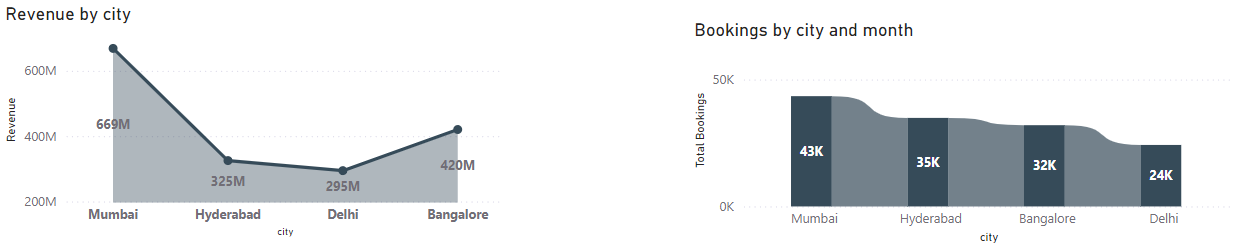 Revenue by city
600M
400M
200M
Revenue
669M
325M
295M
420M
Mumbai Hyderabad Delhi Bangalore
city
Bookings by city and month
50K
0K
Total Bookings
43K
35K
32K
24K
Mumbai Hyderabad Bangalore Delhi
city